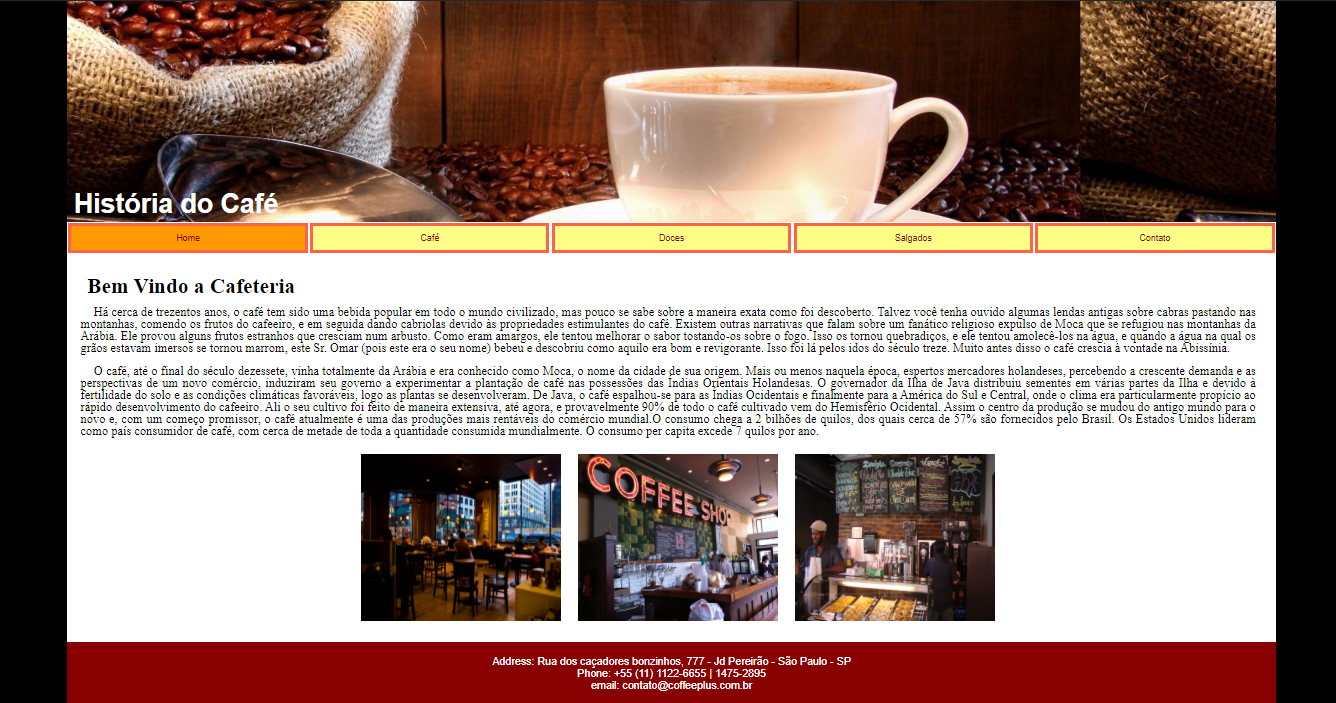 História do Café
Home
Café
Doces
Salgados
Contato
Bem Vindo a Cafeteria
Há cerca de trezentos anos, o café tem sido uma bebida popular em todo o mundo civilizado, mas pouco se sabe sobre a maneira exata como foi descoberto. Talvez você tenha ouvido algumas lendas antigas sobre cabras pastando nas
montanhas, comendo os frutos do cafeeiro, e em seguida dando cabriolas devido às propriedades estimulantes do café. Existem outras narrativas que falam sobre um fanático religioso expulso de Moca que se refugiou nas montanhas da
Arábia. Ele provou alguns frutos estranhos que cresciam num arbusto. Como eram amargos, ele tentou melhorar o sabor tostando-os sobre o fogo. Isso os tornou quebradiços, e ele tentou amolecê-los na água, e quando a água na qual os
grãos estavam imersos se tornou marrom, este Sr. Omar (pois este era o seu nome) bebeu e descobriu como aquilo era bom e revigorante. Isso foi lá pelos idos do século treze. Muito antes disso o café crescia à vontade na Abissínia.
O café, até o final do século dezessete, vinha totalmente da Arábia e era conhecido como Moca, o nome da cidade de sua origem. Mais ou menos naquela época, espertos mercadores holandeses, percebendo a crescente demanda e as
perspectivas de um novo comércio, induziram seu governo a experimentar a plantação de café nas possessões das Índias Orientais Holandesas. O governador da Ilha de Java distribuiu sementes em várias partes da Ilha e devido à
fertilidade do solo e as condições climáticas favoráveis, logo as plantas se desenvolveram. De Java, o café espalhou-se para as Índias Ocidentais e finalmente para a América do Sul e Central, onde o clima era particularmente propício ao
rápido desenvolvimento do cafeeiro. Ali o seu cultivo foi feito de maneira extensiva, até agora, e provavelmente 90% de todo o café cultivado vem do Hemisfério Ocidental. Assim o centro da produção se mudou do antigo mundo para o
novo e, com um começo promissor, o café atualmente é uma das produções mais rentáveis do comércio mundial.O consumo chega a 2 bilhões de quilos, dos quais cerca de 57% são fornecidos pelo Brasil. Os Estados Unidos lideram
como país consumidor de café, com cerca de metade de toda a quantidade consumida mundialmente. O consumo per capita excede 7 quilos por ano.
COFFEE SHOP
Address: Rua dos caçadores bonzinhos, 777 - Jd Pereirão - São Paulo - SP
Phone: +55 (11) 1122-6655 | 1475-2895
email: contato@coffeeplus.com.br